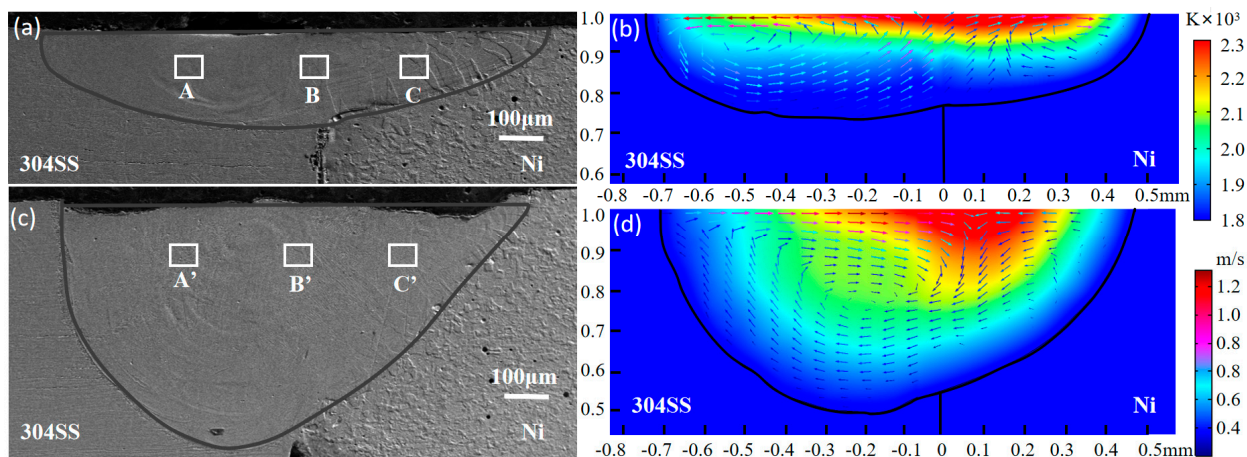 (a)
A
B
C
100μm
304SS
Ni
(b)
1.0
0.9
0.8
0.7
0.6
304SS
Ni
-0.8 -0.7 -0.6 -0.5 -0.4 -0.3 -0.2 -0.1 0 0.1 0.2 0.3 0.4 0.5mm
K×10³
2.3
2.2
2.1
2.0
1.9
1.8
(c)
A’
B’
C’
100μm
304SS
Ni
(d)
1.0
0.9
0.8
0.7
0.6
0.5
304SS
Ni
-0.8 -0.7 -0.6 -0.5 -0.4 -0.3 -0.2 -0.1 0 0.1 0.2 0.3 0.4 0.5mm
m/s
1.2
1.0
0.8
0.6
0.4